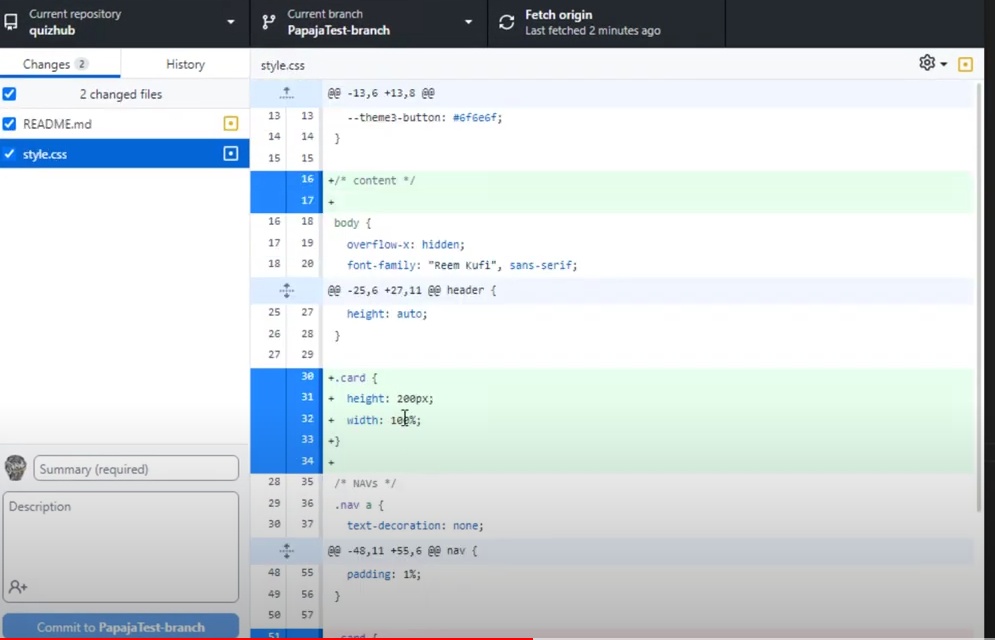 Current repository
quizhub
Current branch
PapajaTest-branch
Fetch origin
Last fetched 2 minutes ago
Changes 2
History
2 changed files
README.md
style.css
Summary (required)
Description
Commit to PapajaTest-branch
style.css
@@ -13,6 +13,8 @@
13 13 --theme3-button: #6f6e6f;
14 14 }
15 15
16 +/* content */
17 +
16 18 body {
17 19 overflow-x: hidden;
18 20 font-family: "Reem Kufi", sans-serif;
@@ -25,6 +27,11 @@ header {
25 27 height: auto;
26 28 }
27 29
30 +.card {
31 + height: 200px;
32 + width: 100%;
33 +}
34 +
28 35 /* NAVs */
29 36 .nav a {
30 37 text-decoration: none;
@@ -48,11 +55,6 @@ nav {
48 55 padding: 1%;
49 56 }
50 57
51 -.card {